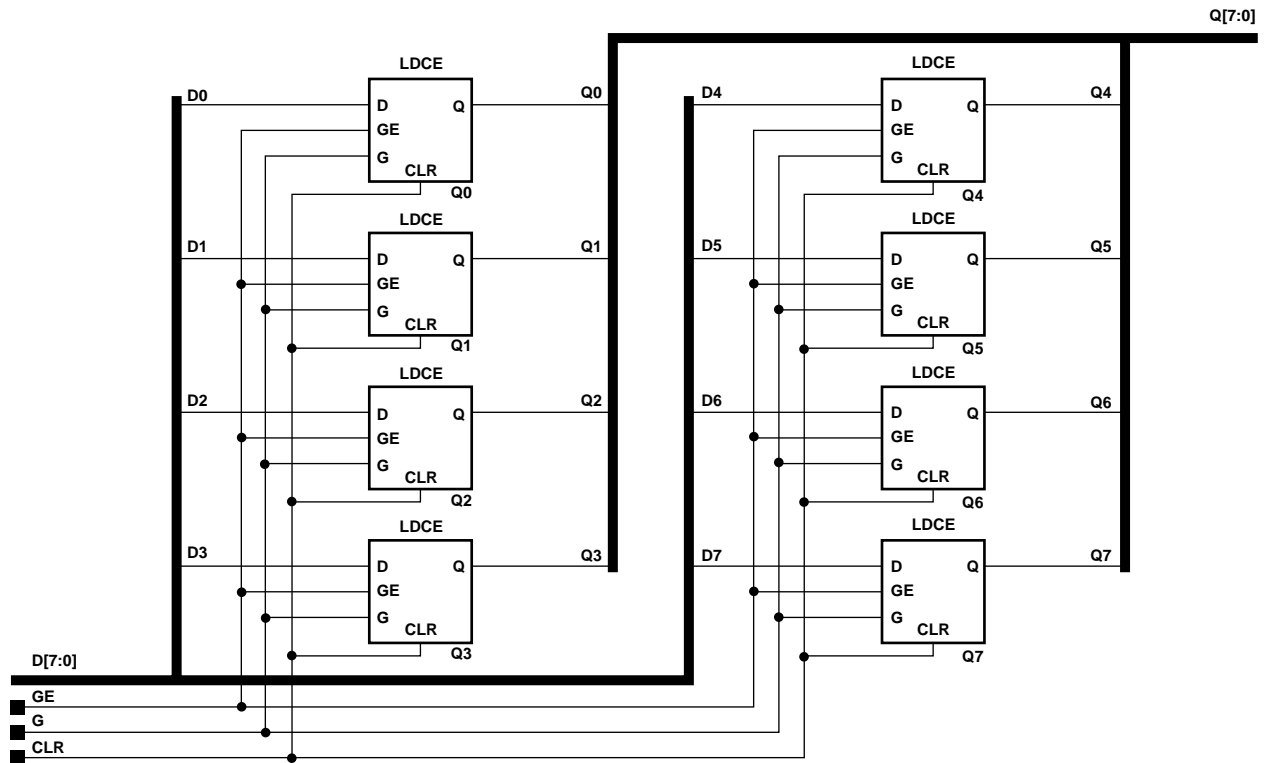 Q[7:0]
LDCE
D0
D
Q
GE
G
CLR
Q0
Q0
LDCE
D1
D
Q
GE
G
CLR
Q1
Q1
LDCE
D2
D
Q
GE
G
CLR
Q2
Q2
LDCE
D3
D
Q
GE
G
CLR
Q3
Q3
LDCE
D4
D
Q
GE
G
CLR
Q4
Q4
LDCE
D5
D
Q
GE
G
CLR
Q5
Q5
LDCE
D6
D
Q
GE
G
CLR
Q6
Q6
LDCE
D7
D
Q
GE
G
CLR
Q7
Q7
D[7:0]
GE
G
CLR